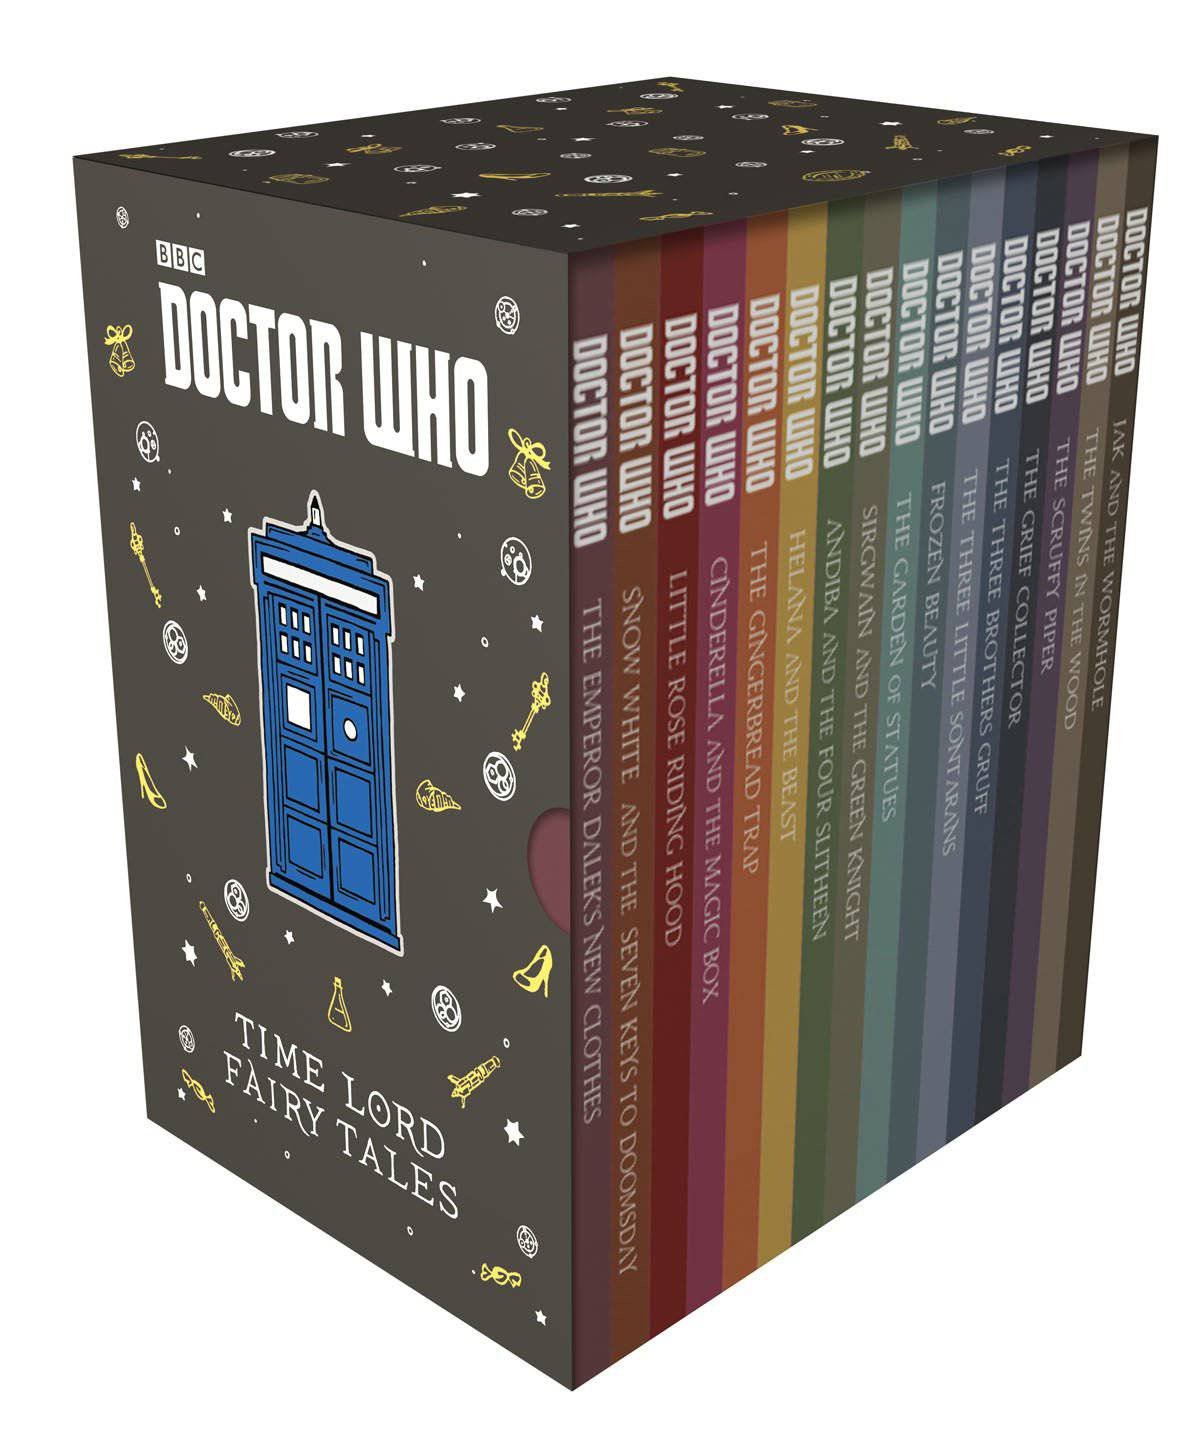 BBC
DOCTOR WHO
TIME LORD
FAIRY TALES
DOCTOR WHO THE EMPEROR DALEK'S NEW CLOTHES
DOCTOR WHO SNOW WHITE AND THE SEVEN KEYS TO DOOMSDAY
DOCTOR WHO LITTLE ROSE RIDING HOOD
DOCTOR WHO CINDERELLA AND THE MAGIC BOX
DOCTOR WHO THE GINGERBREAD TRAP
DOCTOR WHO HELANA AND THE BEAST
DOCTOR WHO ANDIBA AND THE FOUR SLITHEEN
DOCTOR WHO SIRGWAIN AND THE GREEN KNIGHT
DOCTOR WHO THE GARDEN OF STATUES
DOCTOR WHO FROZEN BEAUTY
DOCTOR WHO THE THREE LITTLE SONTARANS
DOCTOR WHO THE THREE BROTHERS GRUFF
DOCTOR WHO THE GRIEF COLLECTOR
DOCTOR WHO THE SCRUFFY PIPER
DOCTOR WHO THE TWINS IN THE WOOD
DOCTOR WHO JAK AND THE WORMHOLE